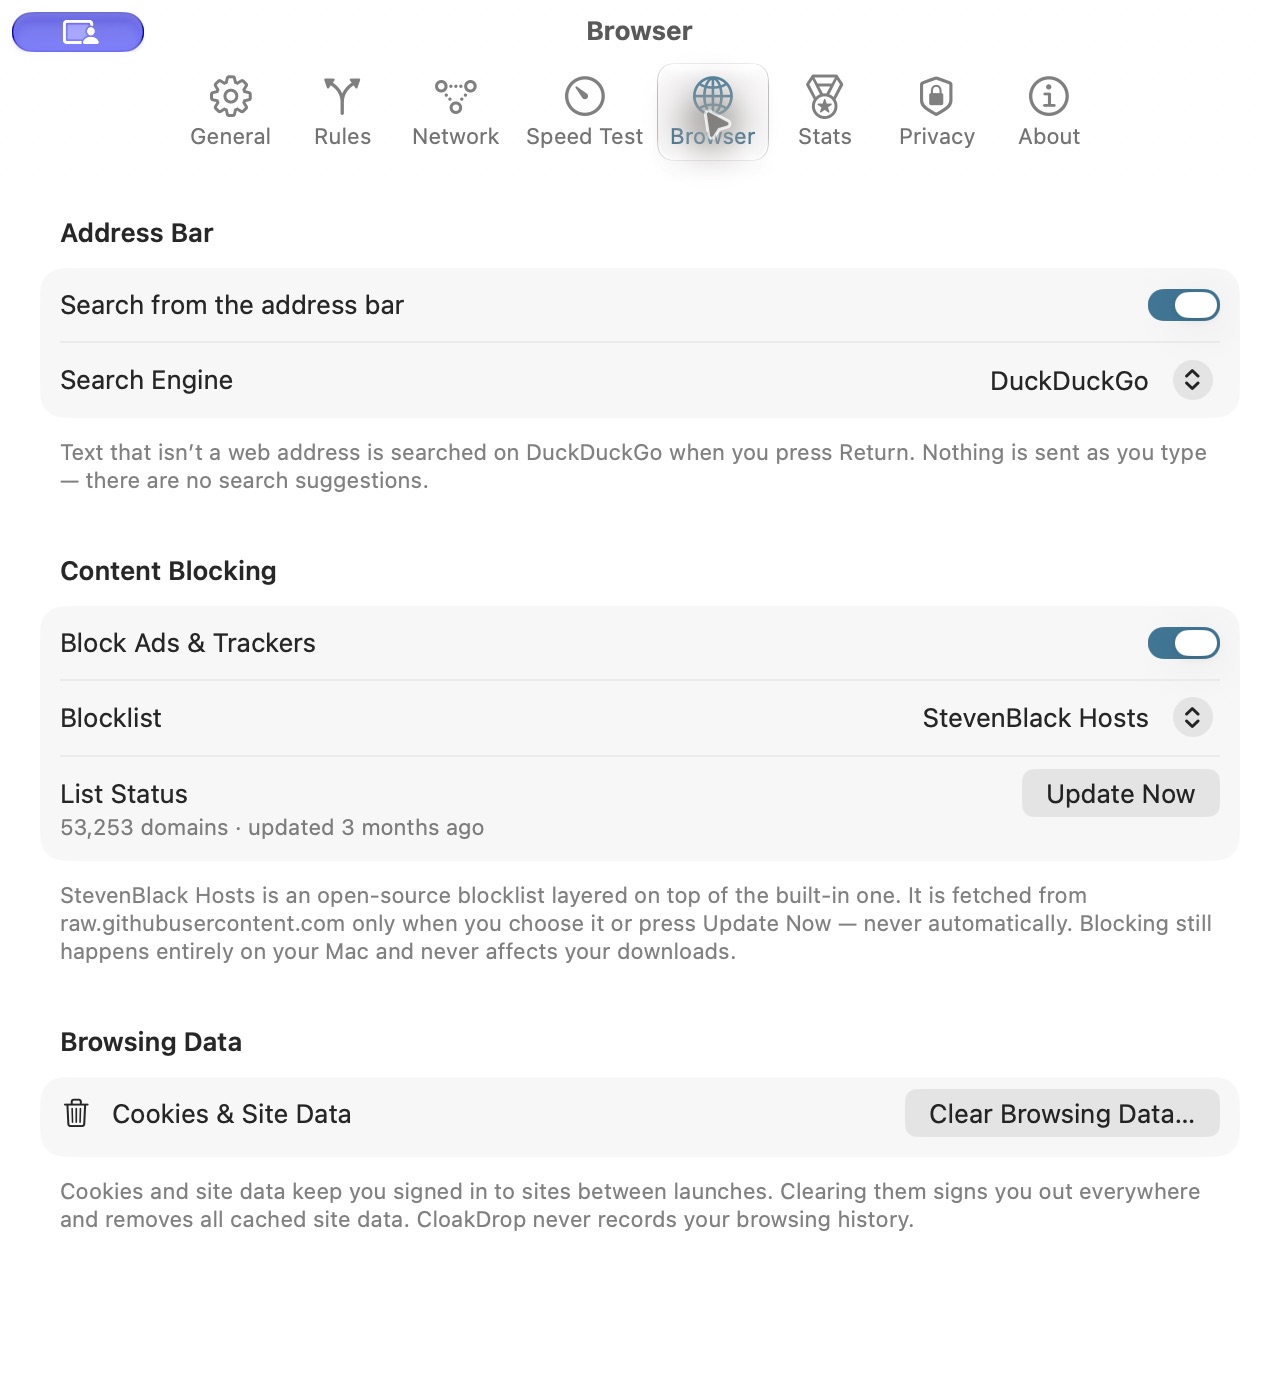 Browser
General
Rules
Network
Speed Test
Browser
Stats
Privacy
About
Address Bar
Search from the address bar
Search Engine
DuckDuckGo
Text that isn’t a web address is searched on DuckDuckGo when you press Return. Nothing is sent as you type
— there are no search suggestions.
Content Blocking
Block Ads & Trackers
Blocklist
StevenBlack Hosts
List Status
Update Now
53,253 domains · updated 3 months ago
StevenBlack Hosts is an open-source blocklist layered on top of the built-in one. It is fetched from
raw.githubusercontent.com only when you choose it or press Update Now — never automatically. Blocking still
happens entirely on your Mac and never affects your downloads.
Browsing Data
Cookies & Site Data
Clear Browsing Data...
Cookies and site data keep you signed in to sites between launches. Clearing them signs you out everywhere
and removes all cached site data. CloakDrop never records your browsing history.